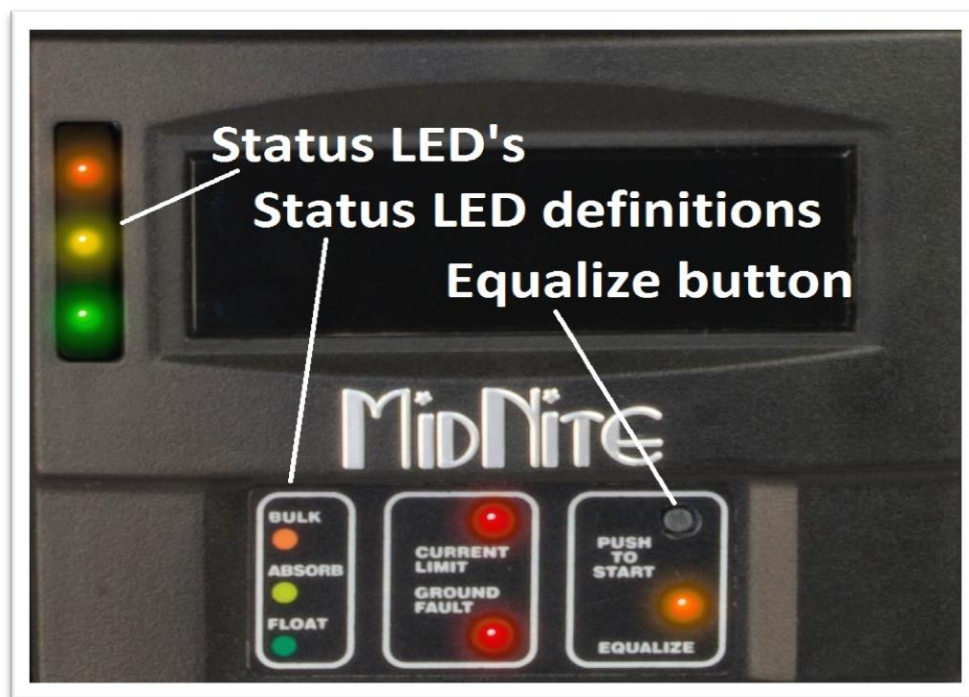 Status LED's
Status LED definitions
Equalize button
MIDNITE
BULK
ABSORB
FLOAT
CURRENT
LIMIT
GROUND
FAULT
PUSH
TO
START
EQUALIZE